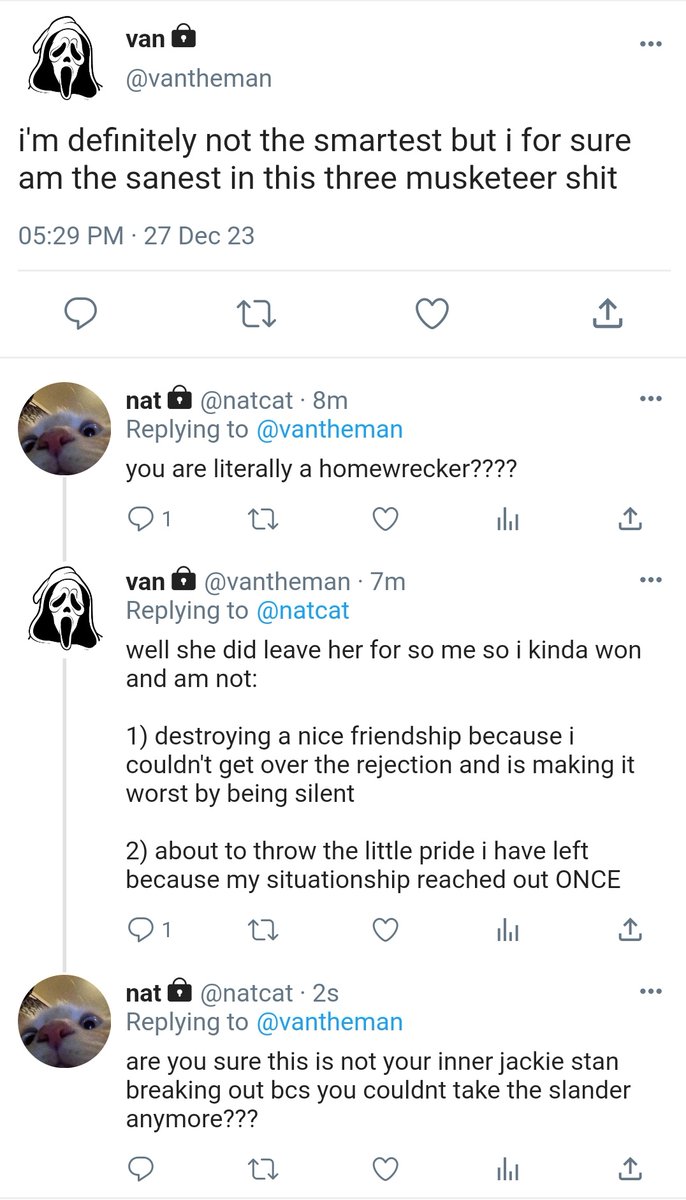 van
@vantheman
i'm definitely not the smartest but i for sure
am the sanest in this three musketeer shit
05:29 PM · 27 Dec 23
nat @natcat · 8m
Replying to @vantheman
you are literally a homewrecker????
1
van @vantheman · 7m
Replying to @natcat
well she did leave her for so me so i kinda won
and am not:
1) destroying a nice friendship because i
couldn't get over the rejection and is making it
worst by being silent
2) about to throw the little pride i have left
because my situationship reached out ONCE
1
nat @natcat · 2s
Replying to @vantheman
are you sure this is not your inner jackie stan
breaking out bcs you couldnt take the slander
anymore???